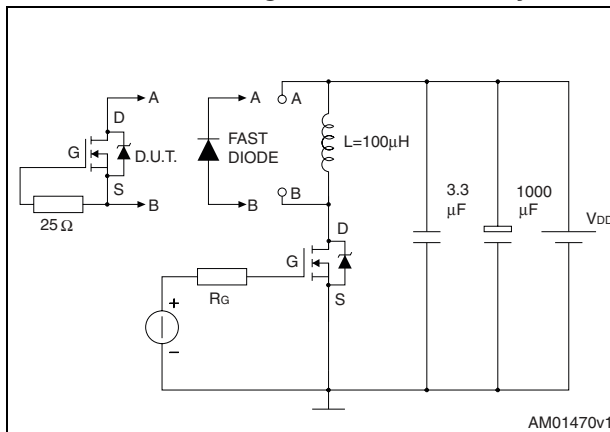 A
A
A
D
G
D.U.T.
FAST
DIODE
L=100µH
S
B
B
B
25 Ω
3.3
µF
1000
µF
VDD
D
G
RG
S
+
–
AM01470v1